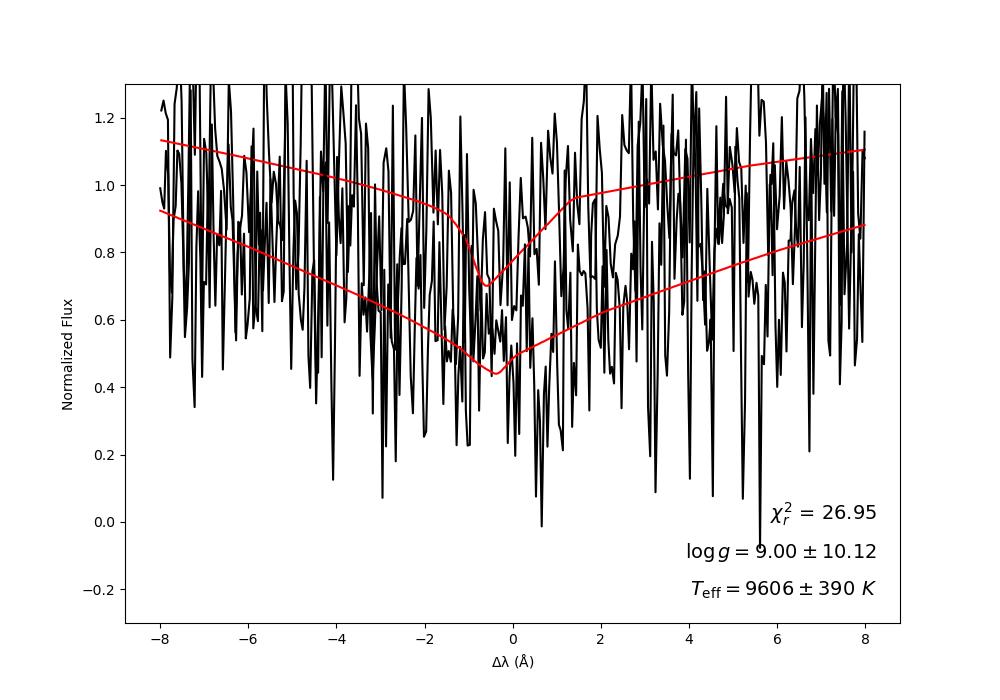 Normalized Flux
1.2
1.0
0.8
0.6
0.4
0.2
0.0
−0.2
χ²ᵣ = 26.95
log g = 9.00 ± 10.12
T_eff = 9606 ± 390 K
−8 −6 −4 −2 0 2 4 6 8
Δλ (Å)